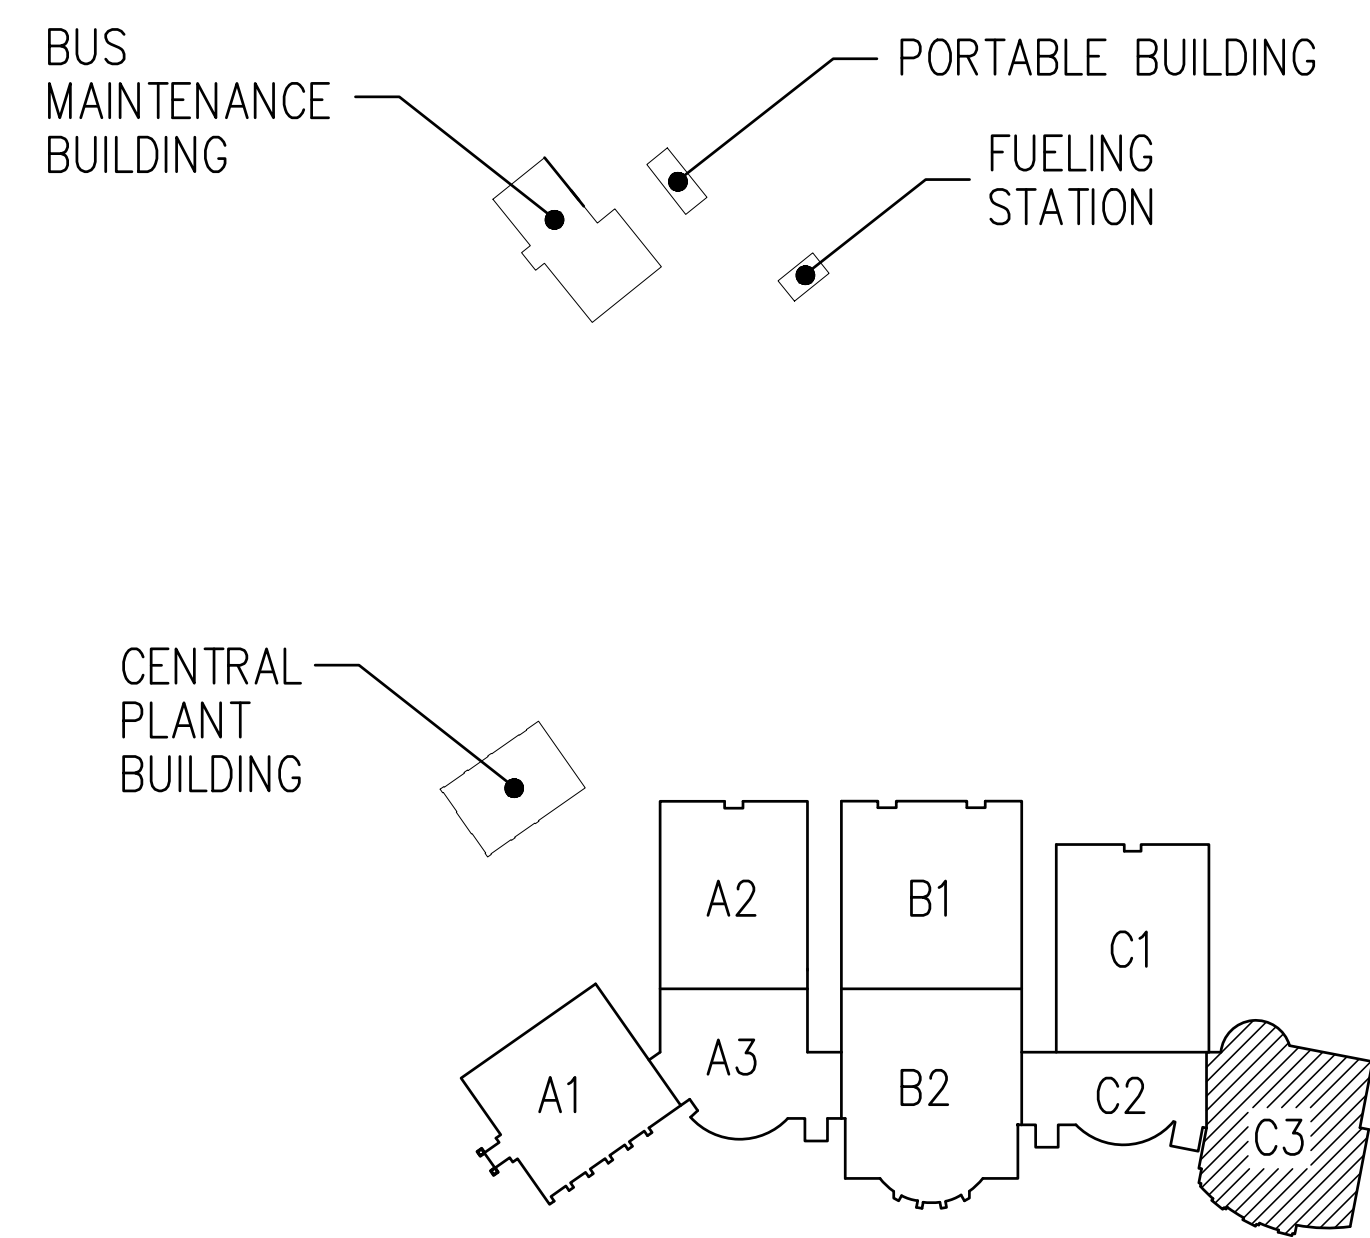 BUS
MAINTENANCE
BUILDING
PORTABLE BUILDING
FUELING
STATION
CENTRAL
PLANT
BUILDING
A2
B1
C1
A3
A1
B2
C2
C3